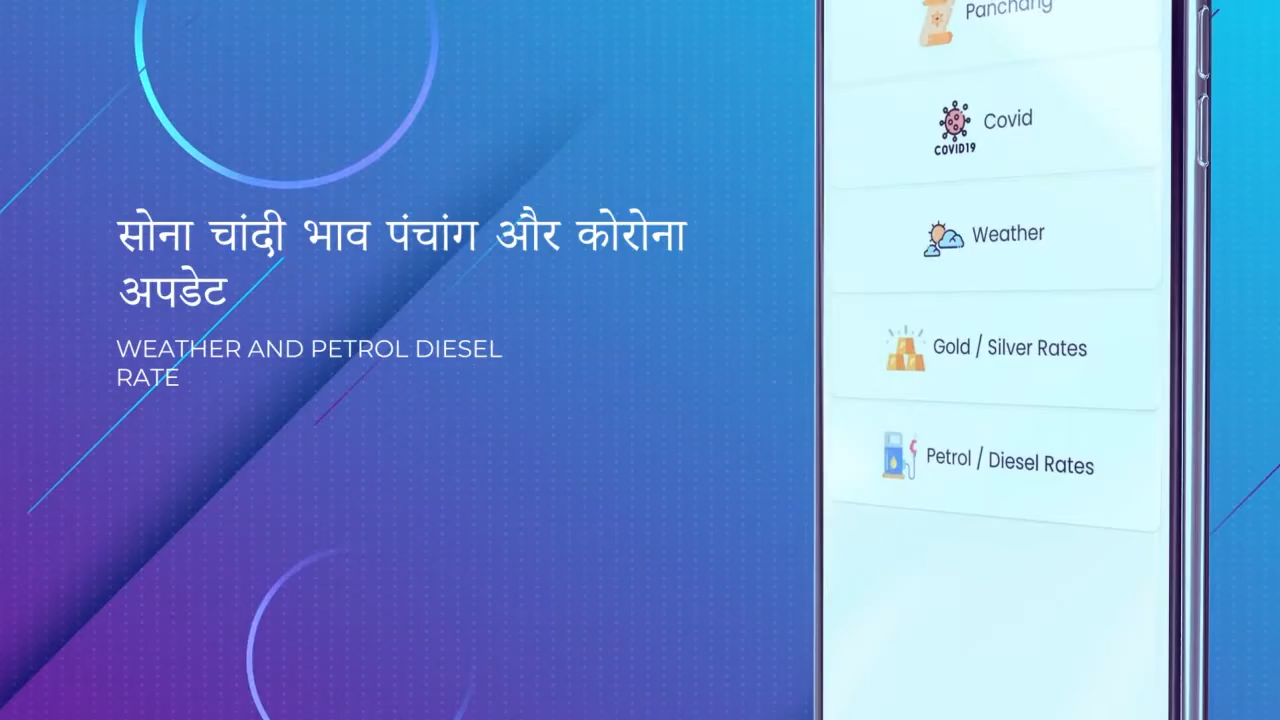 सोना चांदी भाव पंचांग और कोरोना
अपडेट
WEATHER AND PETROL DIESEL
RATE
Panchang
Covid
COVID19
Weather
Gold / Silver Rates
Petrol / Diesel Rates